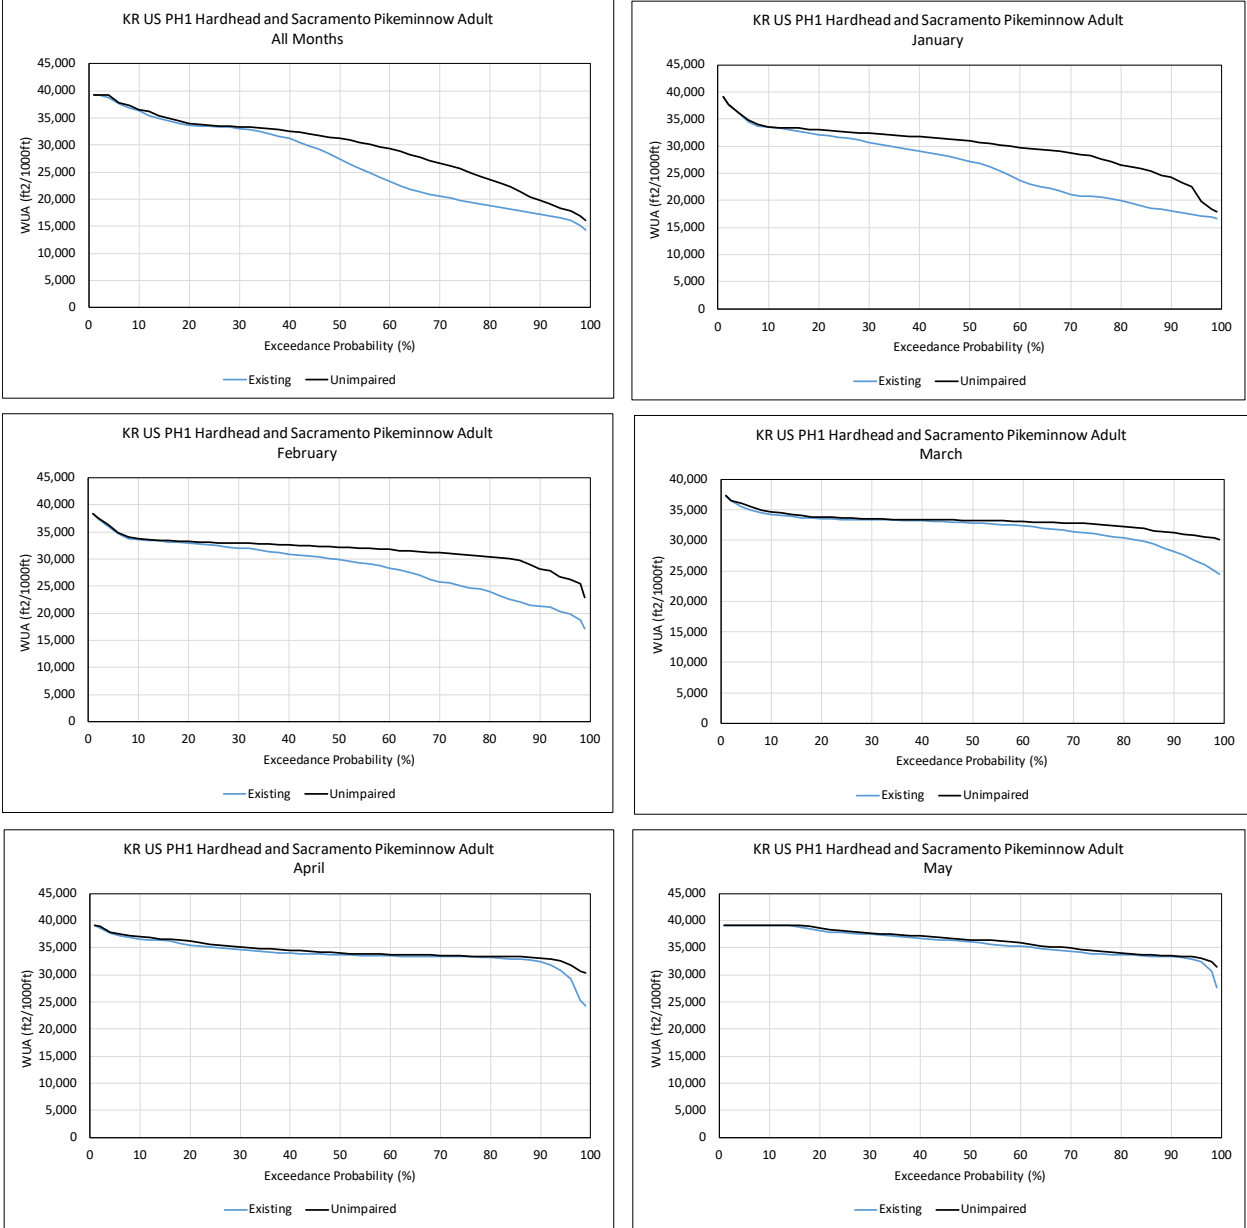 KR US PH1 Hardhead and Sacramento Pikeminnow Adult
All Months
45,000
40,000
35,000
30,000
25,000
20,000
15,000
10,000
5,000
0
WUA (ft2/1000ft)
0 10 20 30 40 50 60 70 80 90 100
Exceedance Probability (%)
Existing Unimpaired
KR US PH1 Hardhead and Sacramento Pikeminnow Adult
January
45,000
40,000
35,000
30,000
25,000
20,000
15,000
10,000
5,000
0
WUA (ft2/1000ft)
0 10 20 30 40 50 60 70 80 90 100
Exceedance Probability (%)
Existing Unimpaired
KR US PH1 Hardhead and Sacramento Pikeminnow Adult
February
45,000
40,000
35,000
30,000
25,000
20,000
15,000
10,000
5,000
0
WUA (ft2/1000ft)
0 10 20 30 40 50 60 70 80 90 100
Exceedance Probability (%)
Existing Unimpaired
KR US PH1 Hardhead and Sacramento Pikeminnow Adult
March
40,000
35,000
30,000
25,000
20,000
15,000
10,000
5,000
0
WUA (ft2/1000ft)
0 10 20 30 40 50 60 70 80 90 100
Exceedance Probability (%)
Existing Unimpaired
KR US PH1 Hardhead and Sacramento Pikeminnow Adult
April
45,000
40,000
35,000
30,000
25,000
20,000
15,000
10,000
5,000
0
WUA (ft2/1000ft)
0 10 20 30 40 50 60 70 80 90 100
Exceedance Probability (%)
Existing Unimpaired
KR US PH1 Hardhead and Sacramento Pikeminnow Adult
May
45,000
40,000
35,000
30,000
25,000
20,000
15,000
10,000
5,000
0
WUA (ft2/1000ft)
0 10 20 30 40 50 60 70 80 90 100
Exceedance Probability (%)
Existing Unimpaired